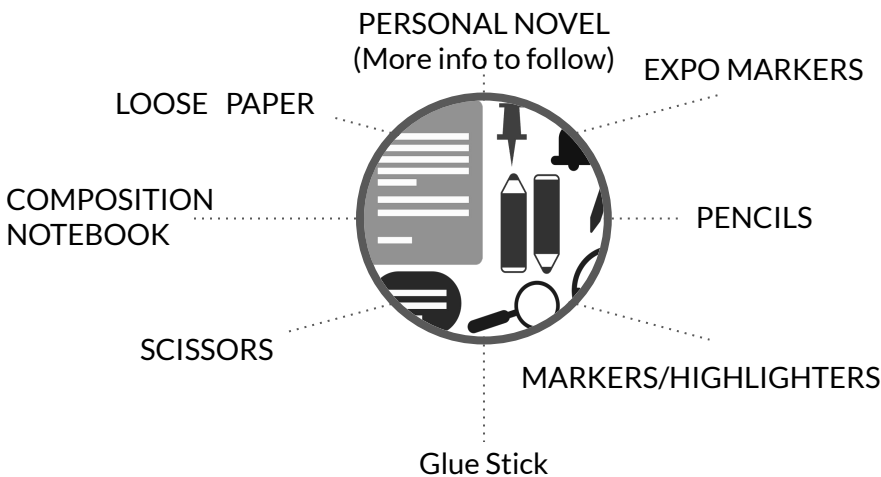 PERSONAL NOVEL
(More info to follow)
EXPO MARKERS
LOOSE PAPER
COMPOSITION
NOTEBOOK
PENCILS
SCISSORS
MARKERS/HIGHLIGHTERS
Glue Stick